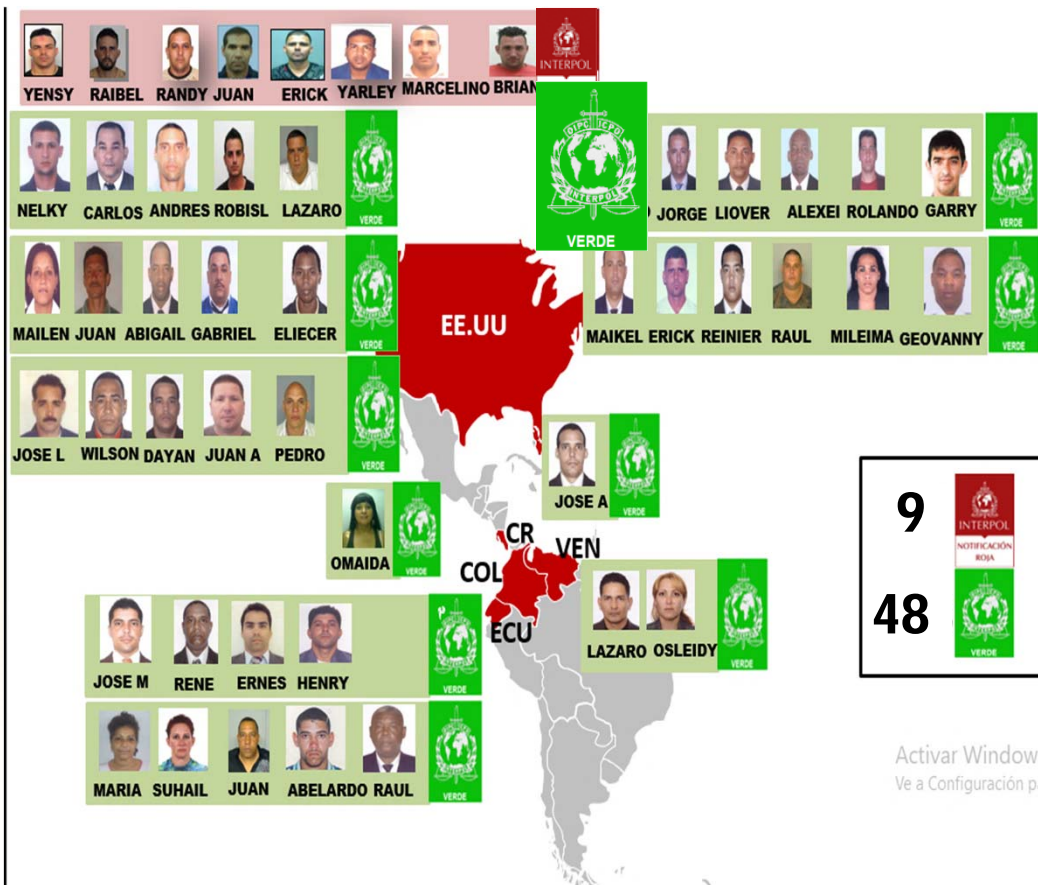 YENSY RAIBEL RANDY JUAN ERICK YARLEY MARCELINO BRIAN
INTERPOL
OIPC ICPO
INTERPOL
VERDE
NELKY CARLOS ANDRES ROBISL LAZARO
VERDE
JORGE LIOVER ALEXEI ROLANDO GARRY
VERDE
MAILEN JUAN ABIGAIL GABRIEL ELIECER
VERDE
EE.UU
MAIKEL ERICK REINIER RAUL MILEIMA GEOVANNY
VERDE
JOSE L WILSON DAYAN JUAN A PEDRO
VERDE
JOSE A
VERDE
OMAIDA
VERDE
CR
VEN
COL
ECU
LAZARO OSLEIDY
VERDE
9
INTERPOL
NOTIFICACIÓN
ROJA
48
VERDE
JOSE M RENE ERNES HENRY
VERDE
MARIA SUHAIL JUAN ABELARDO RAUL
VERDE
Activar Window
Ve a Configuración p